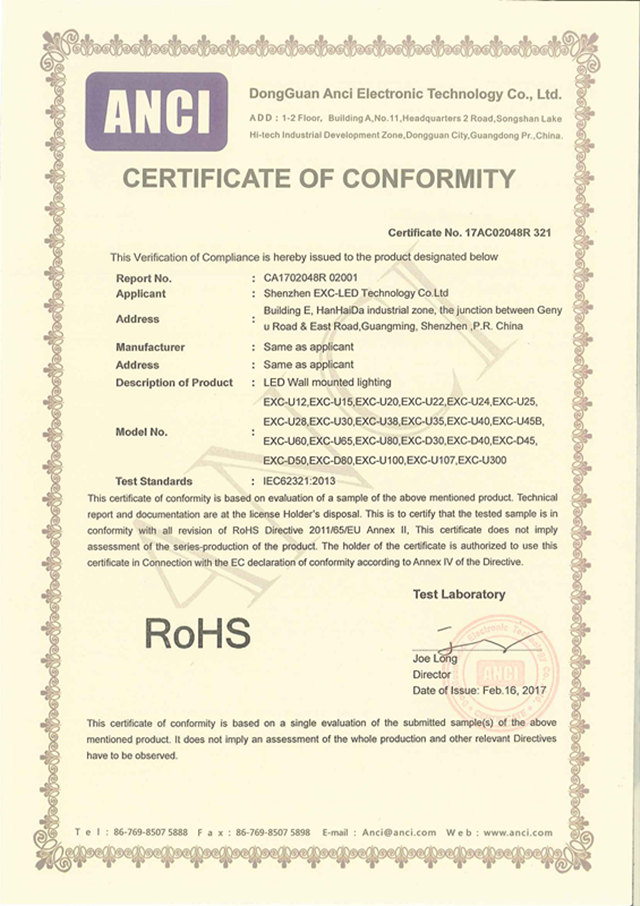 ANCI
DongGuan Anci Electronic Technology Co., Ltd.
ADD : 1-2 Floor, Building A,No.11,Headquarters 2 Road,Songshan Lake
Hi-tech Industrial Development Zone,Dongguan City,Guangdong Pr.,China.
CERTIFICATE OF CONFORMITY
Certificate No. 17AC02048R 321
This Verification of Compliance is hereby issued to the product designated below
Report No. : CA1702048R 02001
Applicant : Shenzhen EXC-LED Technology Co.Ltd
Address : Building E, HanHaiDa industrial zone, the junction between Geny
u Road & East Road,Guangming, Shenzhen ,P.R. China
Manufacturer : Same as applicant
Address : Same as applicant
Description of Product : LED Wall mounted lighting
Model No. : EXC-U12,EXC-U15,EXC-U20,EXC-U22,EXC-U24,EXC-U25,
EXC-U28,EXC-U30,EXC-U38,EXC-U35,EXC-U40,EXC-U45B,
EXC-U60,EXC-U65,EXC-U80,EXC-D30,EXC-D40,EXC-D45,
EXC-D50,EXC-D80,EXC-U100,EXC-U107,EXC-U300
Test Standards : IEC62321:2013
This certificate of conformity is based on evaluation of a sample of the above mentioned product. Technical
report and documentation are at the license Holder's disposal. This is to certify that the tested sample is in
conformity with all revision of RoHS Directive 2011/65/EU Annex II, This certificate does not imply
assessment of the series-production of the product. The holder of the certificate is authorized to use this
certificate in Connection with the EC declaration of conformity according to Annex IV of the Directive.
ANCI
Test Laboratory
RoHS
ANCI
Joe Long
Director
Date of Issue: Feb.16, 2017
This certificate of conformity is based on a single evaluation of the submitted sample(s) of the above
mentioned product. It does not imply an assessment of the whole production and other relevant Directives
have to be observed.
Tel : 86-769-8507 5888 Fax : 86-769-8507 5898 E-mail : Anci@anci.com Web : www.anci.com